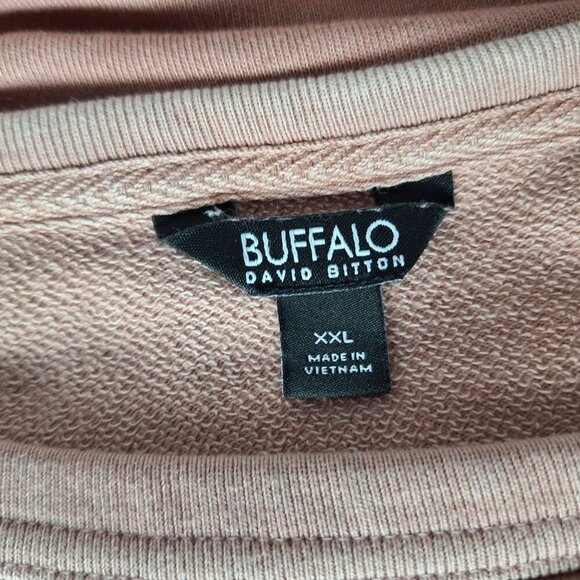 BUFFALO
DAVID BITTON
XXL
MADE IN
VIETNAM